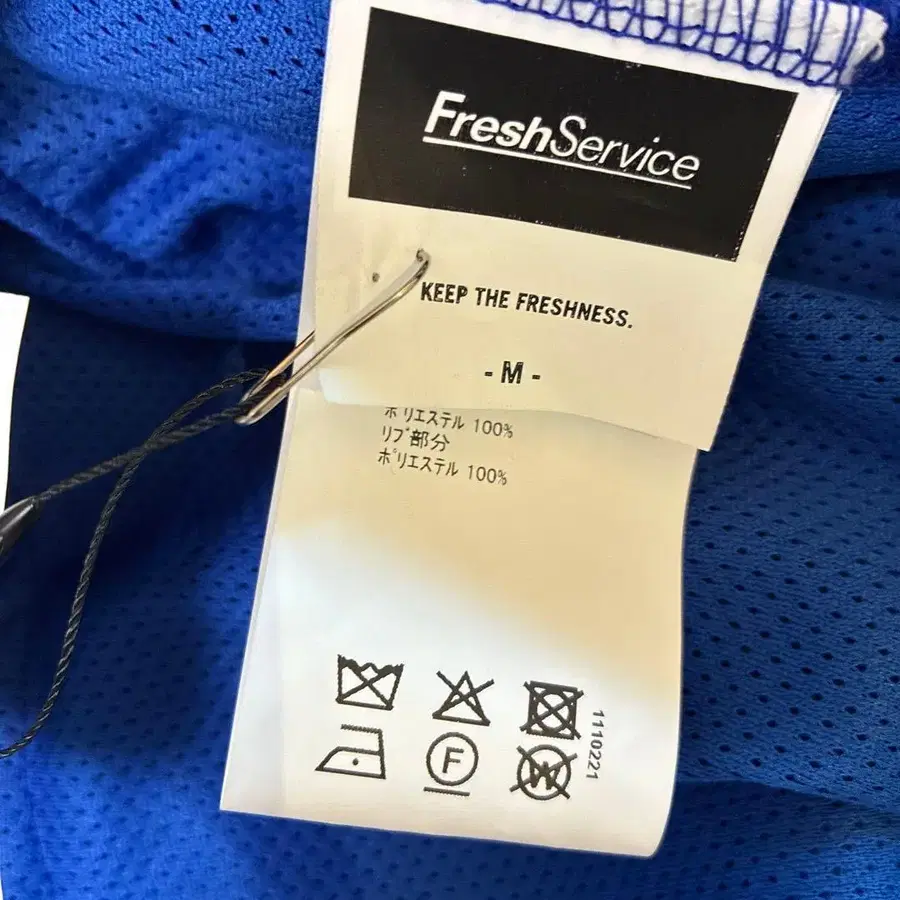 FreshService
KEEP THE FRESHNESS.
- M -
ポリエステル 100%
リブ部分
ポリエステル 100%
F
W
1110221